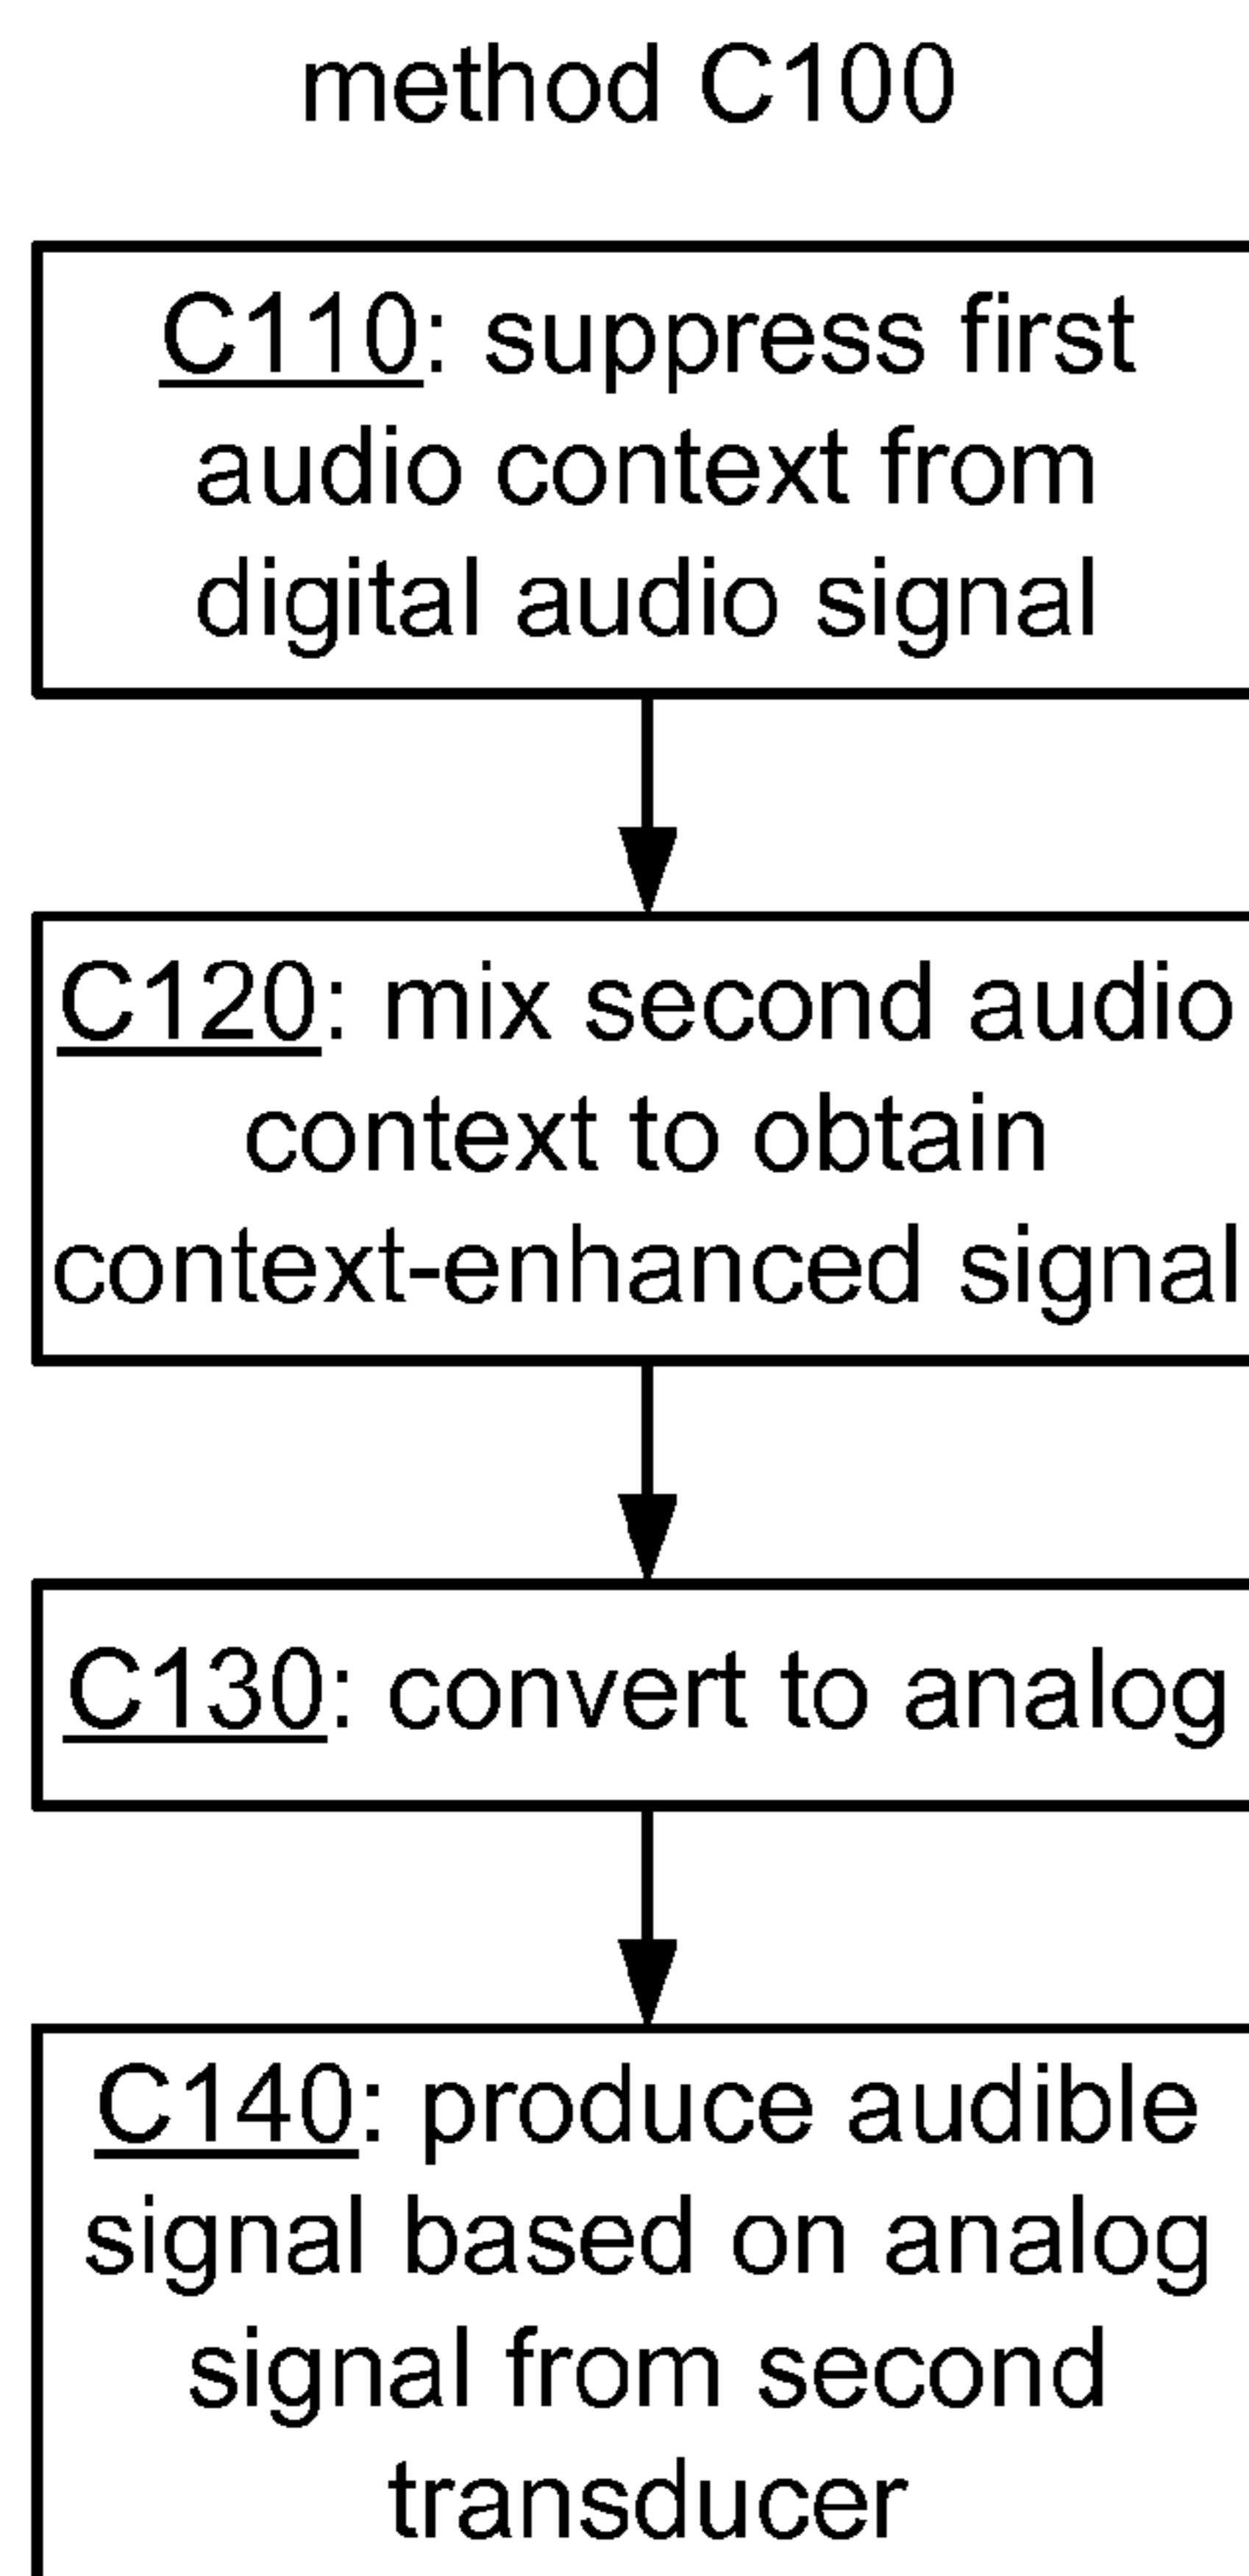 method C100
C110: suppress first
audio context from
digital audio signal
C120: mix second audio
context to obtain
context-enhanced signal
C130: convert to analog
C140: produce audible
signal based on analog
signal from second
transducer